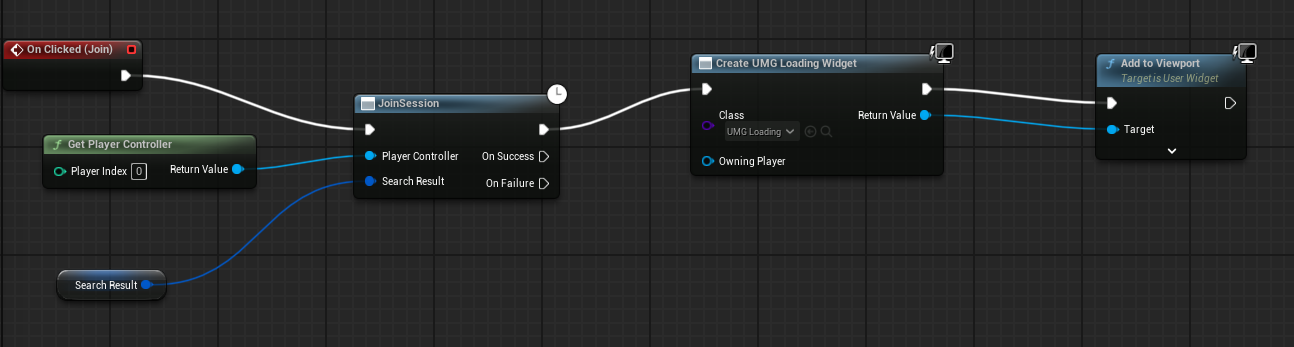 On Clicked (Join)
Get Player Controller
Player Index 0
Return Value
Search Result
JoinSession
Player Controller
On Success
Search Result
On Failure
Create UMG Loading Widget
Class
UMG Loading
Return Value
Owning Player
f Add to Viewport
Target is User Widget
Target